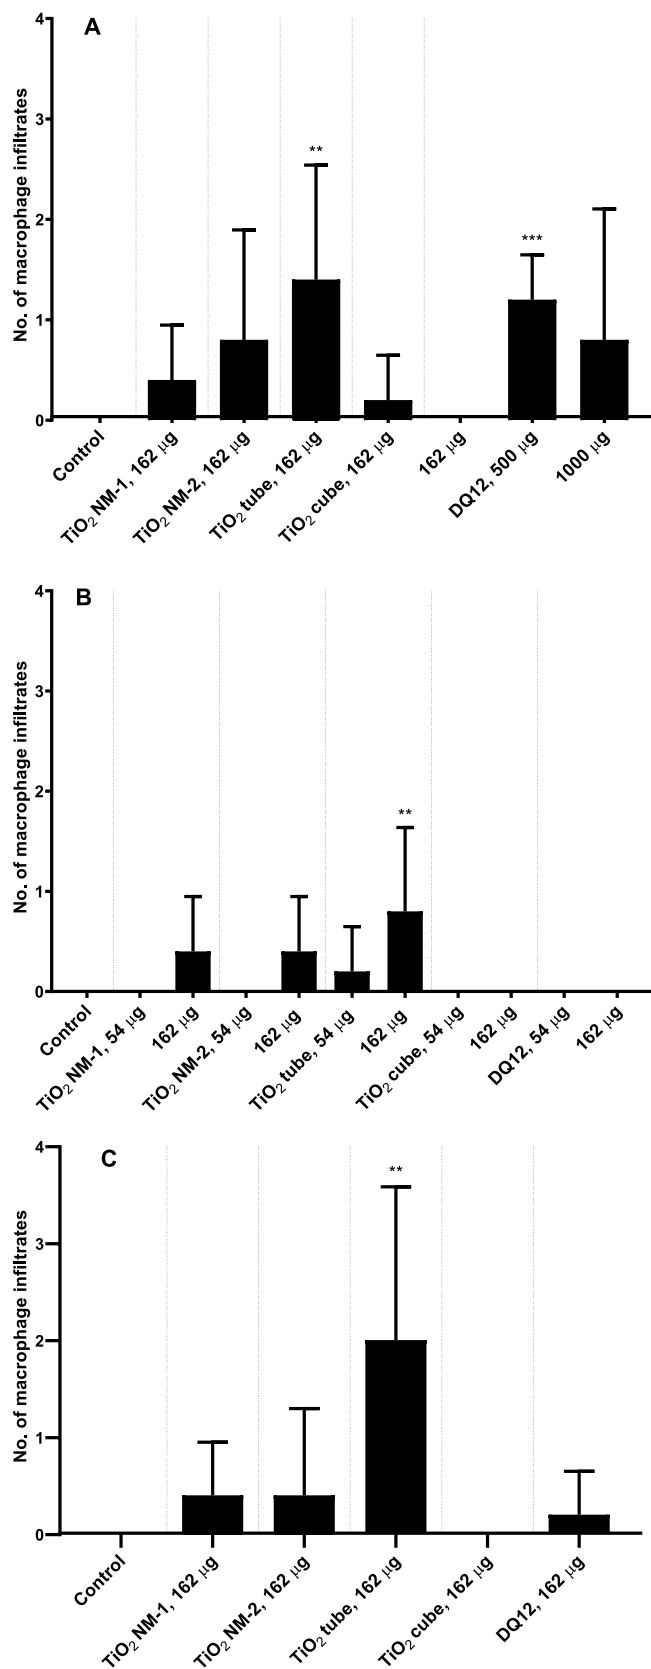 A
No. of macrophage infiltrates
4
3
2
1
0
Control
TiO₂ NM-1, 162 μg
TiO₂ NM-2, 162 μg
TiO₂ tube, 162 μg
TiO₂ cube, 162 μg
162 μg
DQ12, 500 μg
1000 μg
**
***
B
No. of macrophage infiltrates
4
3
2
1
0
Control
TiO₂ NM-1, 54 μg
162 μg
TiO₂ NM-2, 54 μg
162 μg
TiO₂ tube, 54 μg
162 μg
TiO₂ cube, 54 μg
162 μg
DQ12, 54 μg
162 μg
**
C
No. of macrophage infiltrates
4
3
2
1
0
Control
TiO₂ NM-1, 162 μg
TiO₂ NM-2, 162 μg
TiO₂ tube, 162 μg
TiO₂ cube, 162 μg
DQ12, 162 μg
**